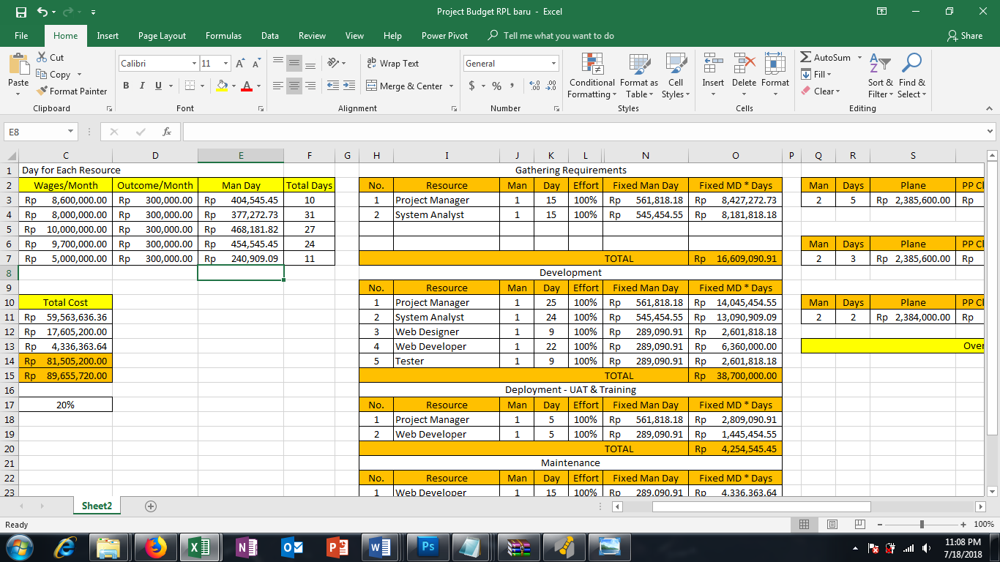 Project Budget RPL baru - Excel
File Home Insert Page Layout Formulas Data Review View Help Power Pivot Tell me what you want to do Share
Paste Cut Copy Format Painter Clipboard
Calibri 11 A A B I U A Font
ab Wrap Text Merge & Center Alignment
General $ % , Number
Conditional Formatting Format as Table Cell Styles Styles
Insert Delete Format Cells
AutoSum Fill Clear Sort & Filter Find & Select Editing
E8 fx
C D E F G H I J K L N O P Q R S
1 Day for Each Resource Gathering Requirements
2 Wages/Month Outcome/Month Man Day Total Days No. Resource Man Day Effort Fixed Man Day Fixed MD * Days Man Days Plane
3 Rp 8,600,000.00 Rp 300,000.00 Rp 404,545.45 10 1 Project Manager 1 15 100% Rp 561,818.18 Rp 8,427,272.73 2 5 Rp 2,385,600.00 Rp
4 Rp 8,000,000.00 Rp 300,000.00 Rp 377,272.73 31 2 System Analyst 1 15 100% Rp 545,454.55 Rp 8,181,818.18
5 Rp 10,000,000.00 Rp 300,000.00 Rp 468,181.82 27
6 Rp 9,700,000.00 Rp 300,000.00 Rp 454,545.45 24 Man Days Plane
7 Rp 5,000,000.00 Rp 300,000.00 Rp 240,909.09 11 TOTAL Rp 16,609,090.91 2 3 Rp 2,385,600.00 Rp
8 Development
9 No. Resource Man Day Effort Fixed Man Day Fixed MD * Days
10 Total Cost 1 Project Manager 1 25 100% Rp 561,818.18 Rp 14,045,454.55 Man Days Plane
11 Rp 59,563,636.36 2 System Analyst 1 24 100% Rp 545,454.55 Rp 13,090,909.09 2 2 Rp 2,384,000.00 Rp
12 Rp 17,605,200.00 3 Web Designer 1 9 100% Rp 289,090.91 Rp 2,601,818.18
13 Rp 4,336,363.64 4 Web Developer 1 22 100% Rp 289,090.91 Rp 6,360,000.00
14 Rp 81,505,200.00 5 Tester 1 9 100% Rp 289,090.91 Rp 2,601,818.18
15 Rp 89,655,720.00 TOTAL Rp 38,700,000.00
16 Deployment - UAT & Training
17 20% No. Resource Man Day Effort Fixed Man Day Fixed MD * Days
18 1 Project Manager 1 5 100% Rp 561,818.18 Rp 2,809,090.91
19 2 Web Developer 1 5 100% Rp 289,090.91 Rp 1,445,454.55
20 TOTAL Rp 4,254,545.45
21 Maintenance
22 No. Resource Man Day Effort Fixed Man Day Fixed MD * Days
23 1 Web Developer 1 15 100% Rp 289,090.91 Rp 4,336,363.64
Sheet2
Ready 100%
11:08 PM
7/18/2018